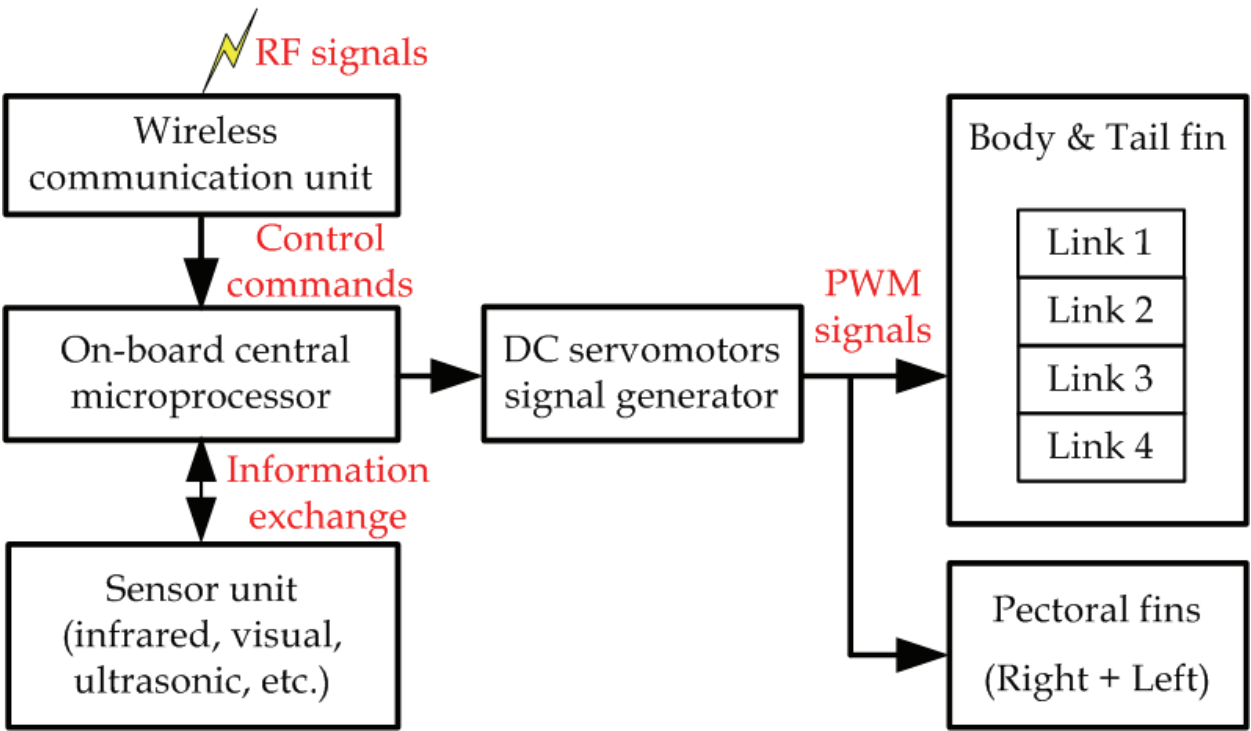 RF signals
Wireless
communication unit
Control
commands
On-board central
microprocessor
Information
exchange
Sensor unit
(infrared, visual,
ultrasonic, etc.)
DC servomotors
signal generator
PWM
signals
Body & Tail fin
Link 1
Link 2
Link 3
Link 4
Pectoral fins
(Right + Left)